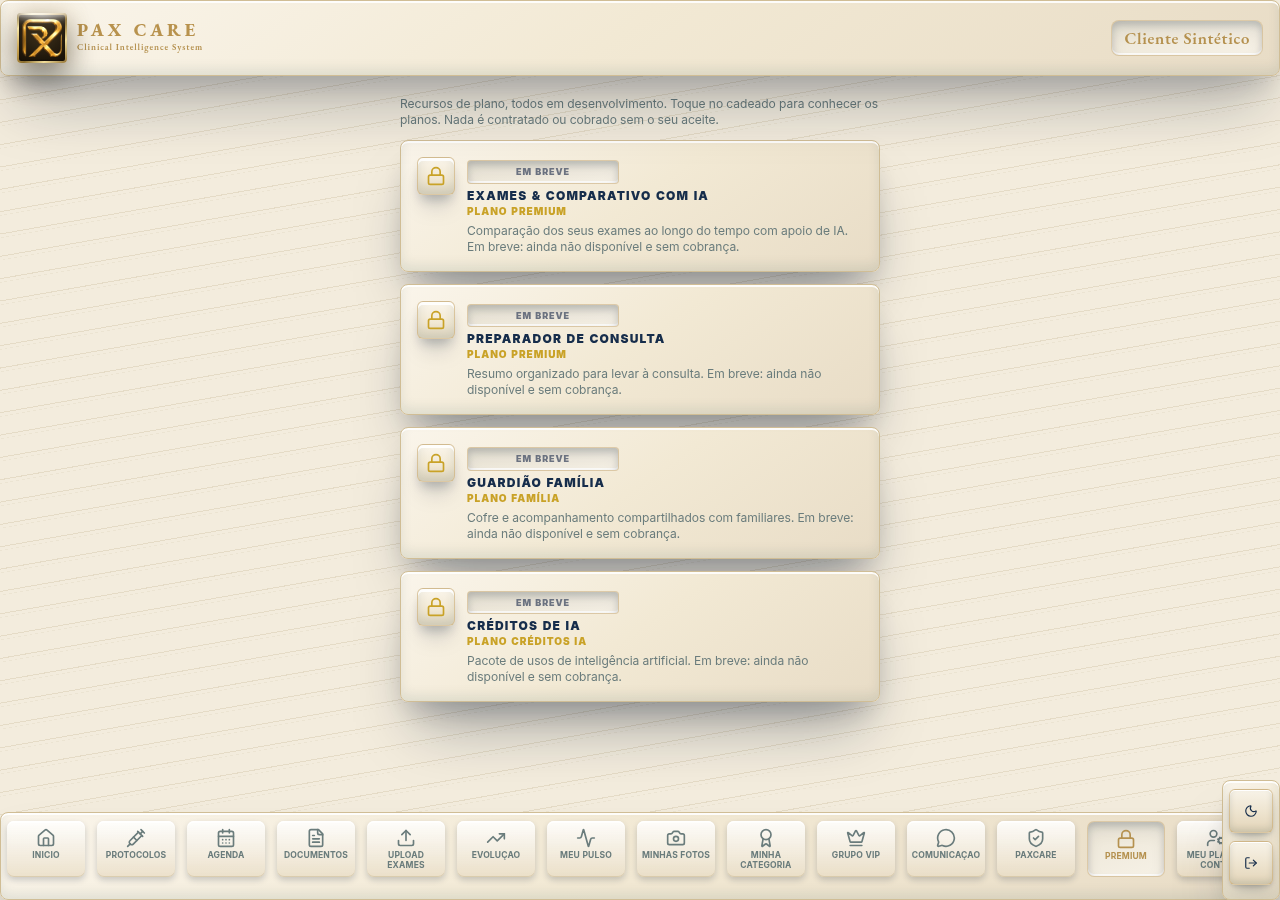 PAX CARE
Clinical Intelligence System
Cliente Sintético
Recursos de plano, todos em desenvolvimento. Toque no cadeado para conhecer os
planos. Nada é contratado ou cobrado sem o seu aceite.
EM BREVE
EXAMES & COMPARATIVO COM IA
PLANO PREMIUM
Comparação dos seus exames ao longo do tempo com apoio de IA.
Em breve: ainda não disponível e sem cobrança.
EM BREVE
PREPARADOR DE CONSULTA
PLANO PREMIUM
Resumo organizado para levar à consulta. Em breve: ainda não
disponível e sem cobrança.
EM BREVE
GUARDIÃO FAMÍLIA
PLANO FAMÍLIA
Cofre e acompanhamento compartilhados com familiares. Em breve:
ainda não disponível e sem cobrança.
EM BREVE
CRÉDITOS DE IA
PLANO CRÉDITOS IA
Pacote de usos de inteligência artificial. Em breve: ainda não
disponível e sem cobrança.
INICIO
PROTOCOLOS
AGENDA
DOCUMENTOS
UPLOAD
EXAMES
EVOLUÇAO
MEU PULSO
MINHAS FOTOS
MINHA
CATEGORIA
GRUPO VIP
COMUNICAÇAO
PAXCARE
PREMIUM
MEU